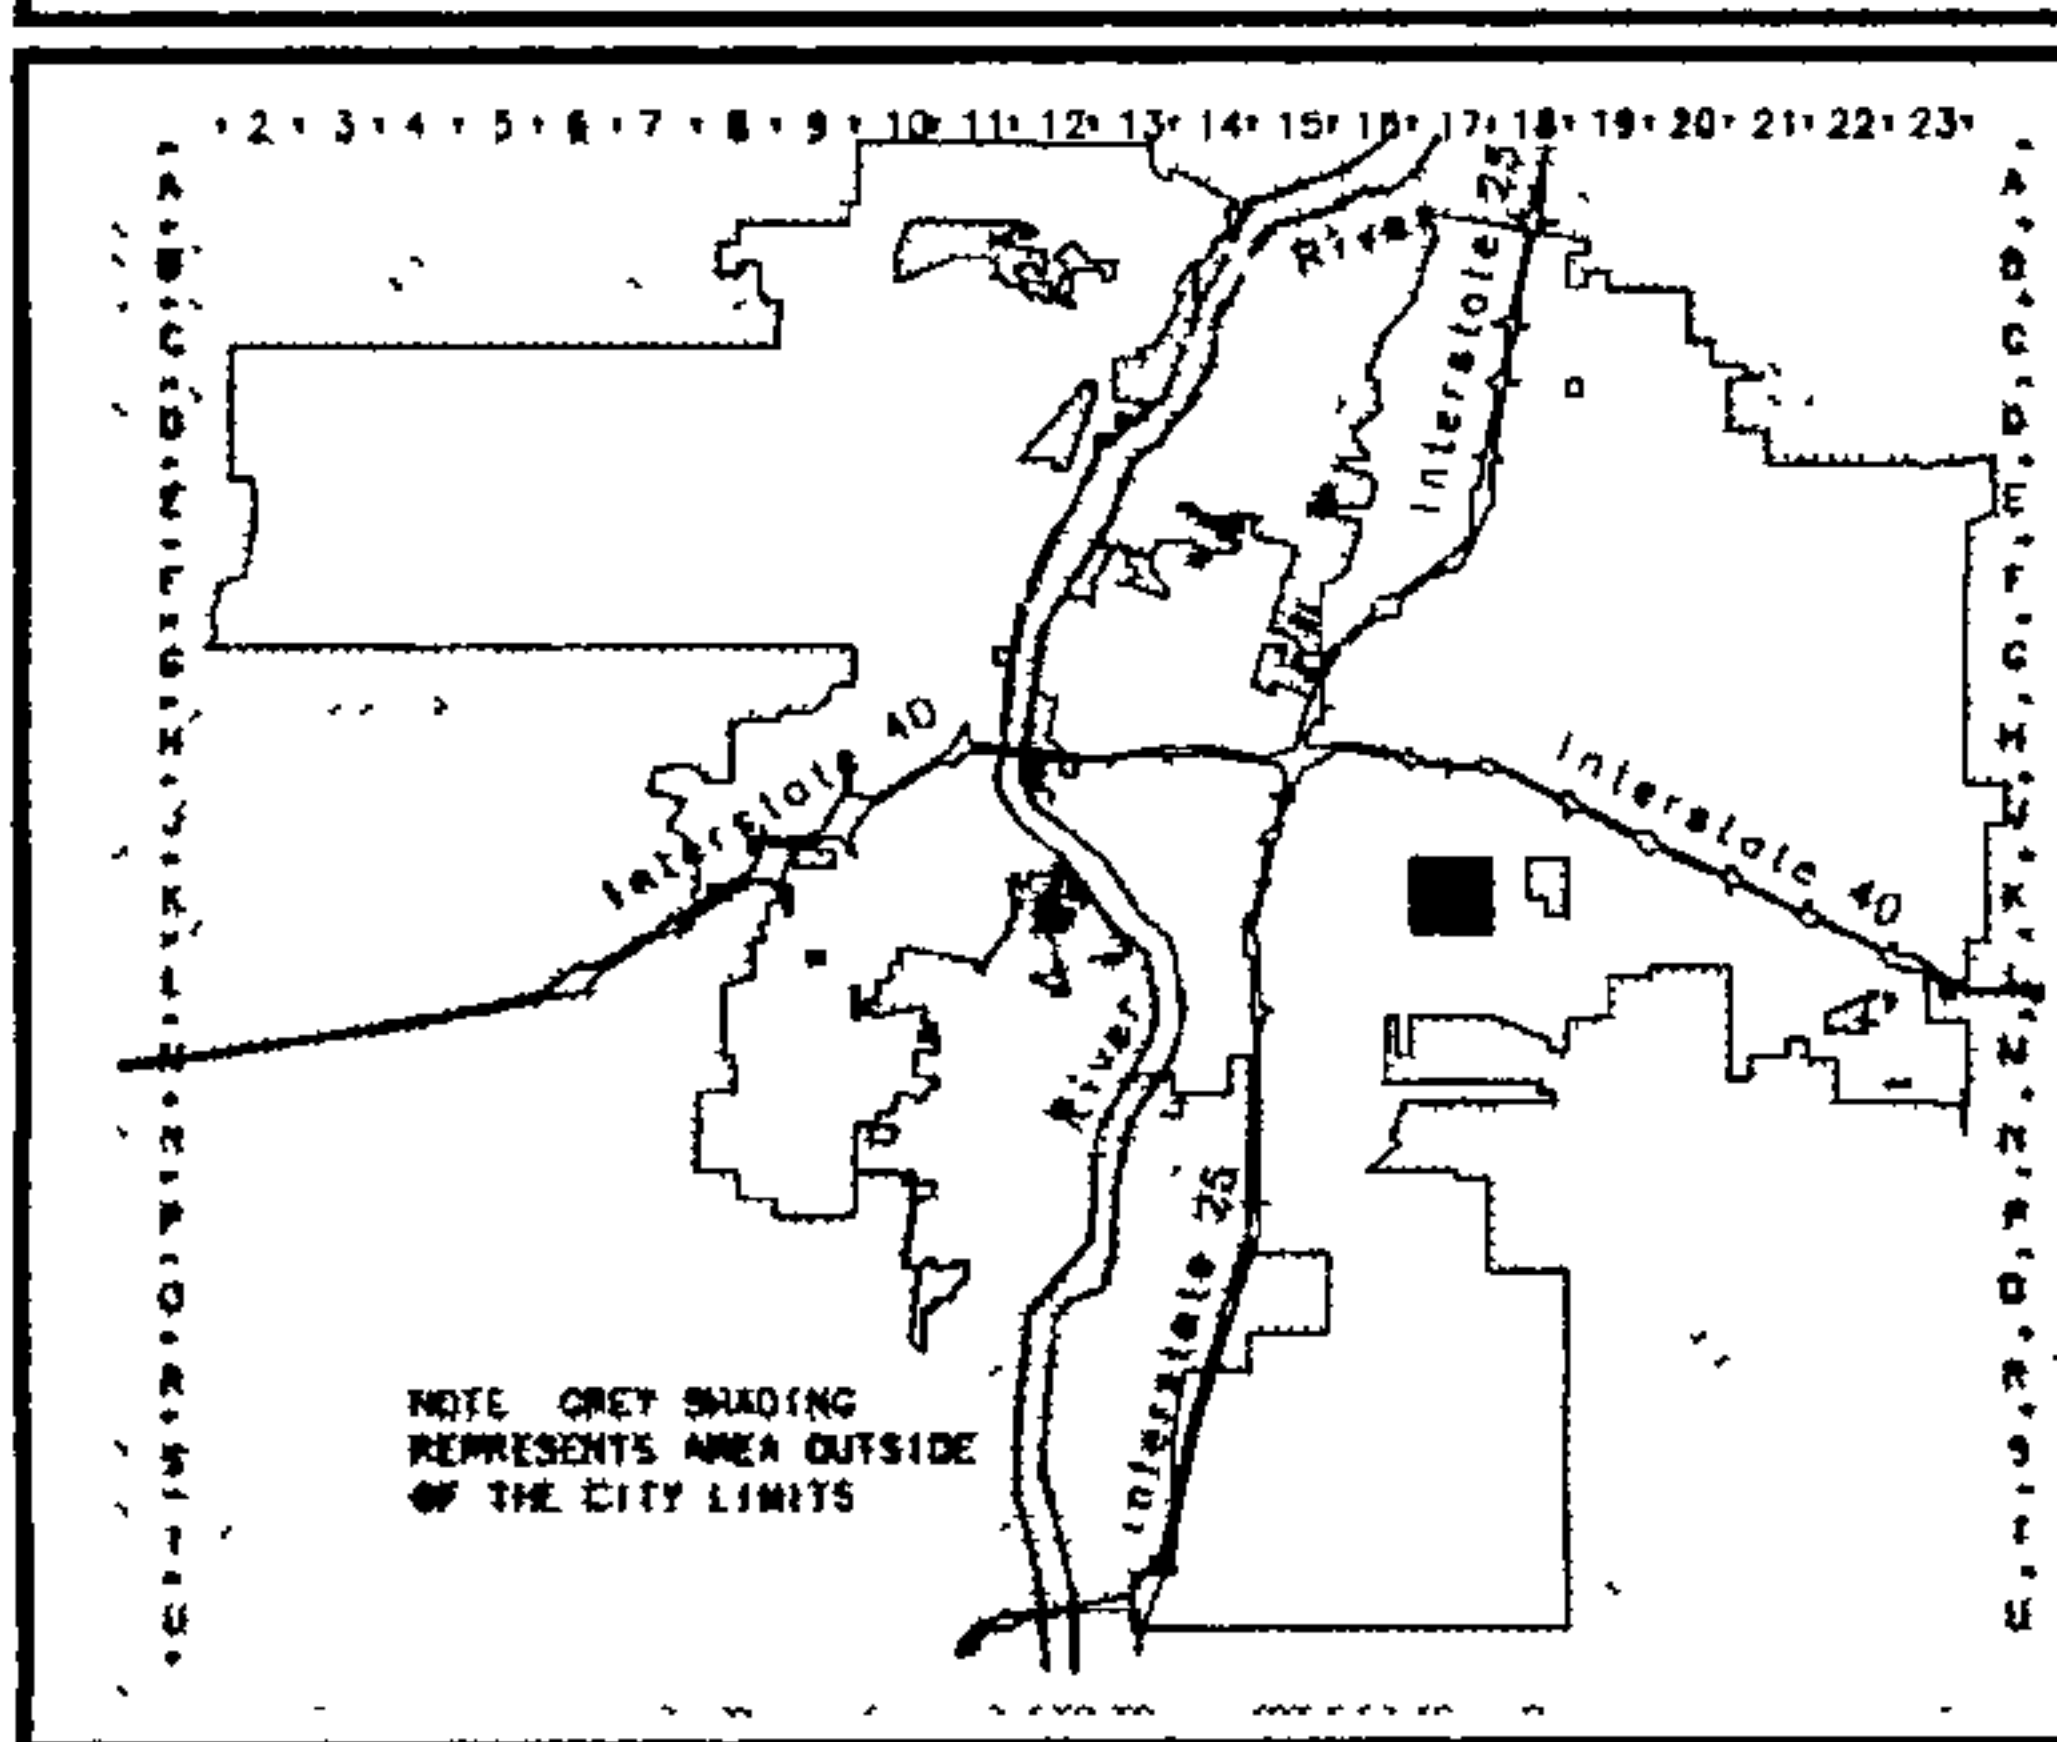 2 3 4 5 6 7 8 9 10 11 12 13 14 15 16 17 18 19 20 21 22 23
A A
B B
C C
D D
E E
F F
G G
H H
J J
K K
L L
M M
N N
P P
Q Q
R R
S S
T T
U U
River
Interstate 25
Interstate 40
Interstate 40
River
Interstate 25
NOTE GREY SHADING
REPRESENTS AREA OUTSIDE
OF THE CITY LIMITS